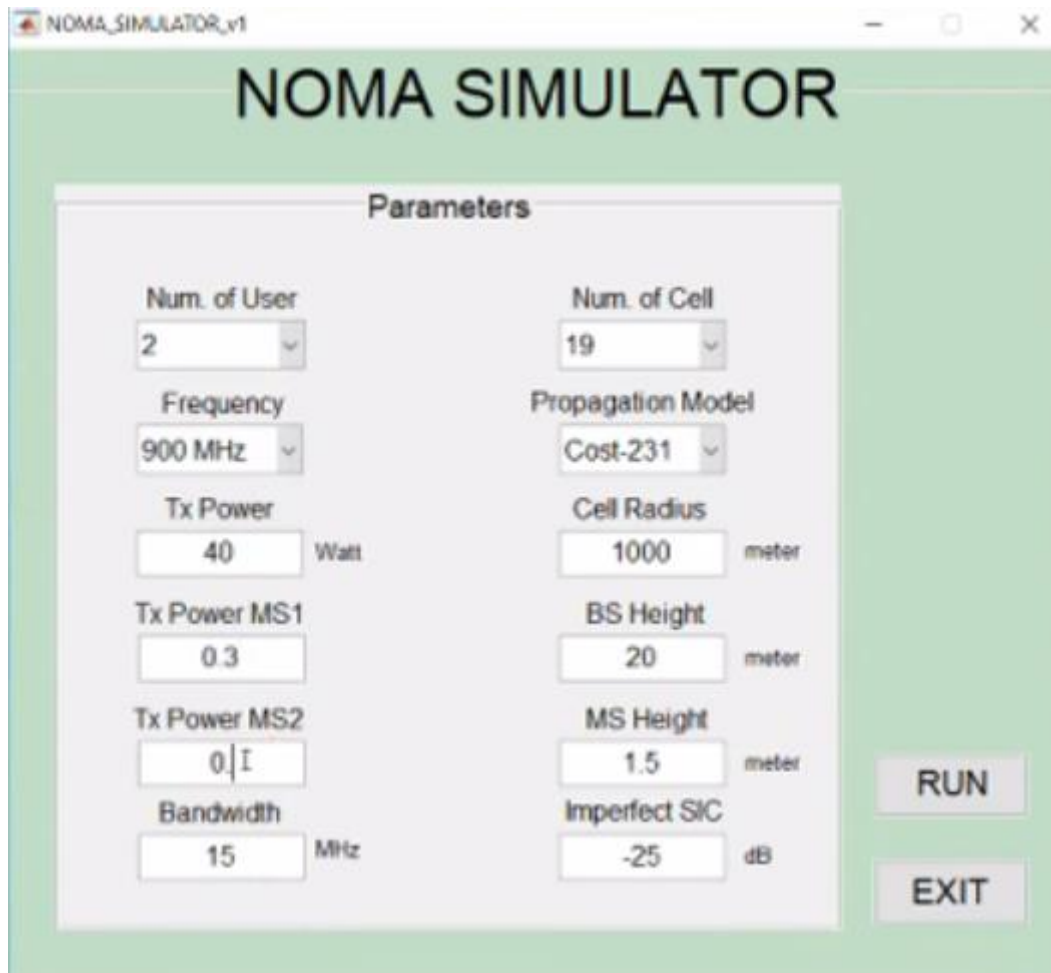 NOMA_SIMULATOR_v1
NOMA SIMULATOR
Parameters
Num. of User Num. of Cell
2 19
Frequency Propagation Model
900 MHz Cost-231
Tx Power Cell Radius
40 Watt 1000 meter
Tx Power MS1 BS Height
0.3 20 meter
Tx Power MS2 MS Height
0. 1.5 meter
Bandwidth Imperfect SIC
15 MHz -25 dB
RUN
EXIT